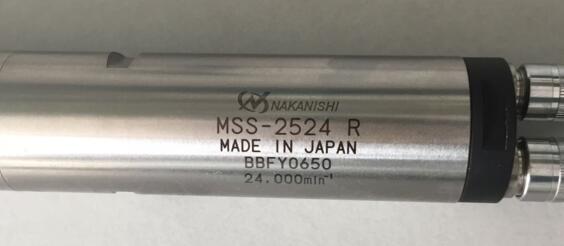 NAKANISHI
MSS-2524 R
MADE IN JAPAN
BBFY0650
24.000min⁻¹